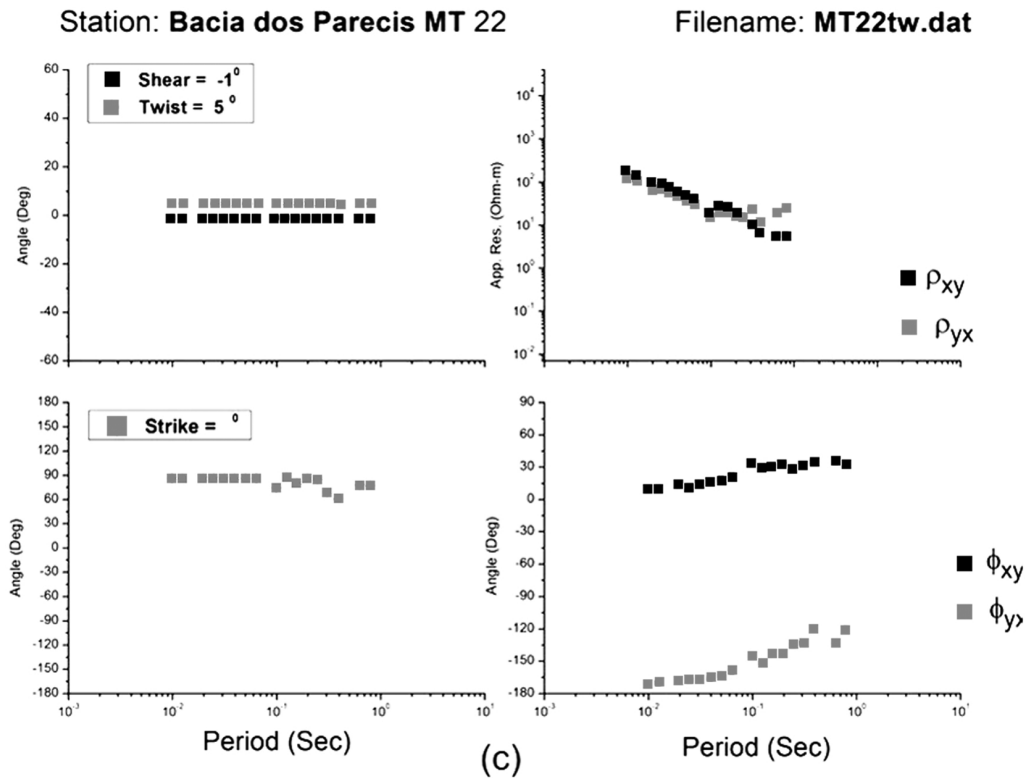 Station: Bacia dos Parecis MT 22
Filename: MT22tw.dat
Shear = -1⁰
Twist = 5 ⁰
Angle (Deg)
60
20
0
-20
-40
-60
App. Res. (Ohm-m)
10⁴
10³
10²
10¹
10⁰
10⁻¹
10⁻²
ρxy
ρyx
Strike = ⁰
Angle (Deg)
180
150
120
90
60
30
0
-30
-60
-90
-120
-150
-180
10⁻³ 10⁻² 10⁻¹ 10⁰ 10¹
Period (Sec)
Angle (Deg)
90
60
30
0
-30
-60
-90
-120
-150
-180
10⁻³ 10⁻² 10⁻¹ 10⁰ 10¹
Period (Sec)
ϕxy
ϕyx
(c)